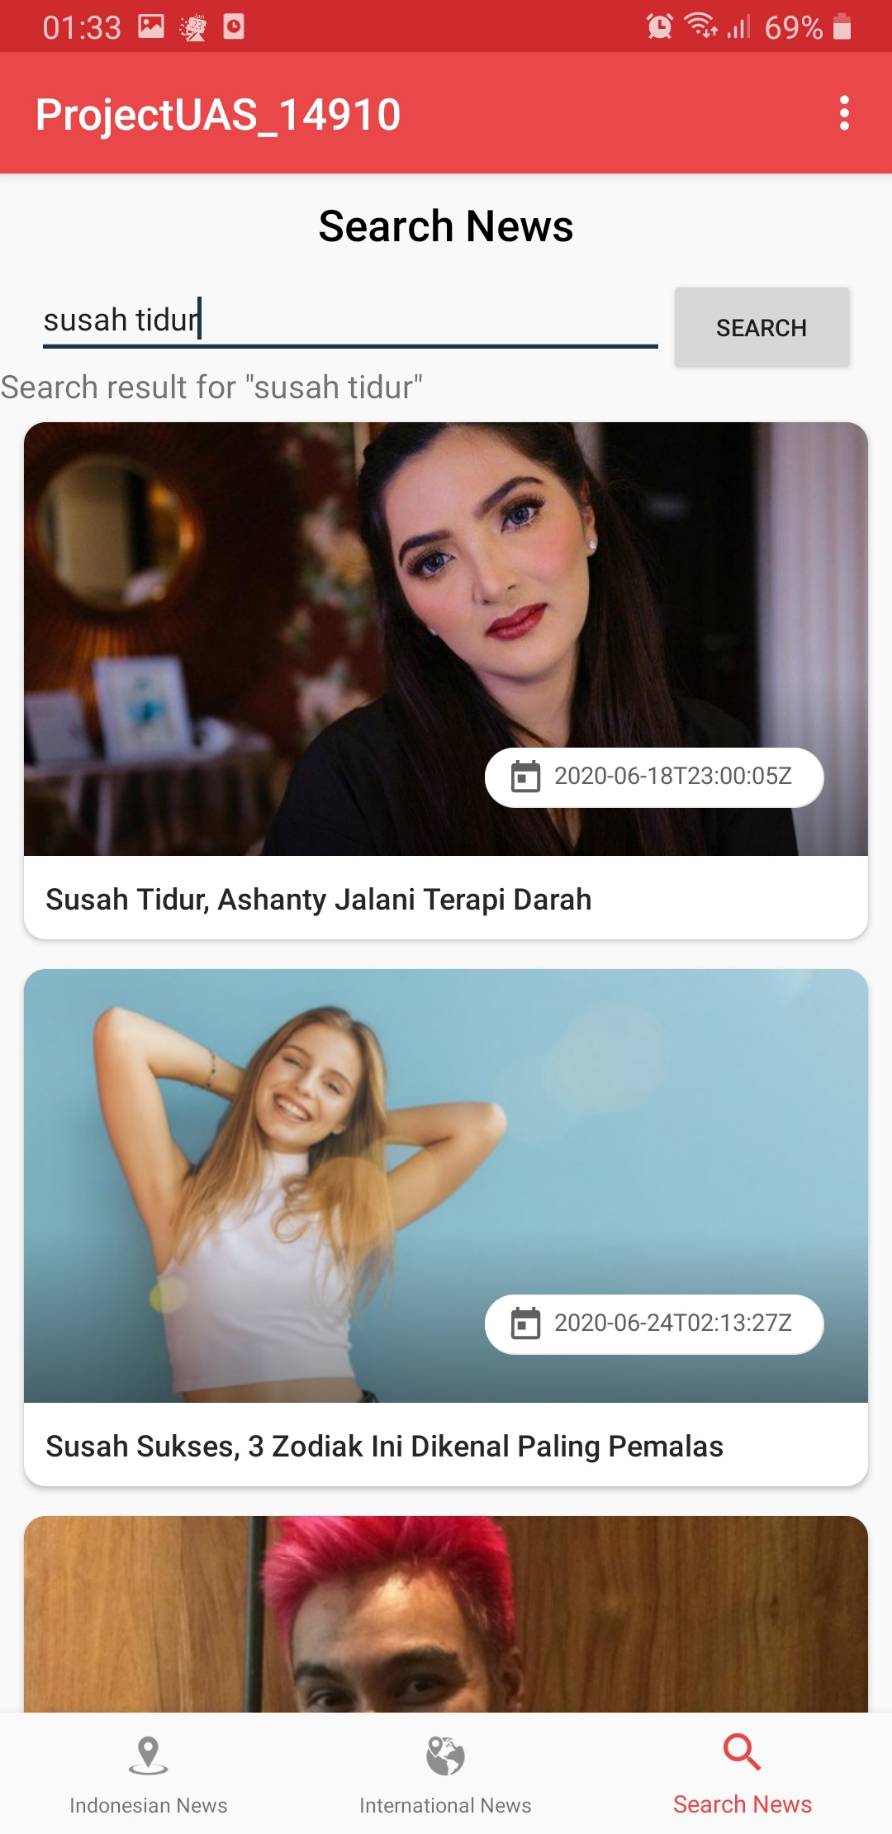 01:33 69%
ProjectUAS_14910
Search News
susah tidur
SEARCH
Search result for "susah tidur"
2020-06-18T23:00:05Z
Susah Tidur, Ashanty Jalani Terapi Darah
2020-06-24T02:13:27Z
Susah Sukses, 3 Zodiak Ini Dikenal Paling Pemalas
Indonesian News
International News
Search News